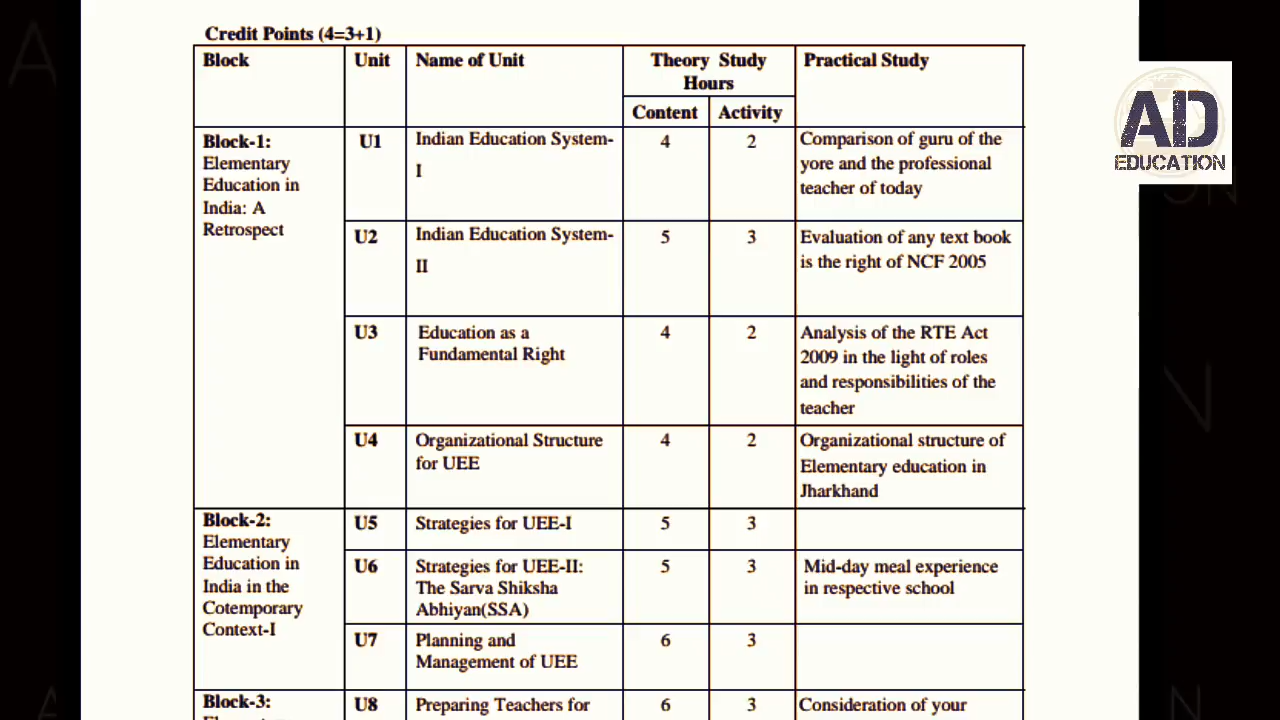 Credit Points (4=3+1)
Block Unit Name of Unit Theory Study Hours Practical Study
Content Activity
Block-1: Elementary Education in India: A Retrospect
U1 Indian Education System-I 4 2 Comparison of guru of the yore and the professional teacher of today
U2 Indian Education System-II 5 3 Evaluation of any text book is the right of NCF 2005
U3 Education as a Fundamental Right 4 2 Analysis of the RTE Act 2009 in the light of roles and responsibilities of the teacher
U4 Organizational Structure for UEE 4 2 Organizational structure of Elementary education in Jharkhand
Block-2: Elementary Education in India in the Cotemporary Context-I
U5 Strategies for UEE-I 5 3
U6 Strategies for UEE-II: The Sarva Shiksha Abhiyan(SSA) 5 3 Mid-day meal experience in respective school
U7 Planning and Management of UEE 6 3
Block-3:
U8 Preparing Teachers for 6 3 Consideration of your
AD
EDUCATION